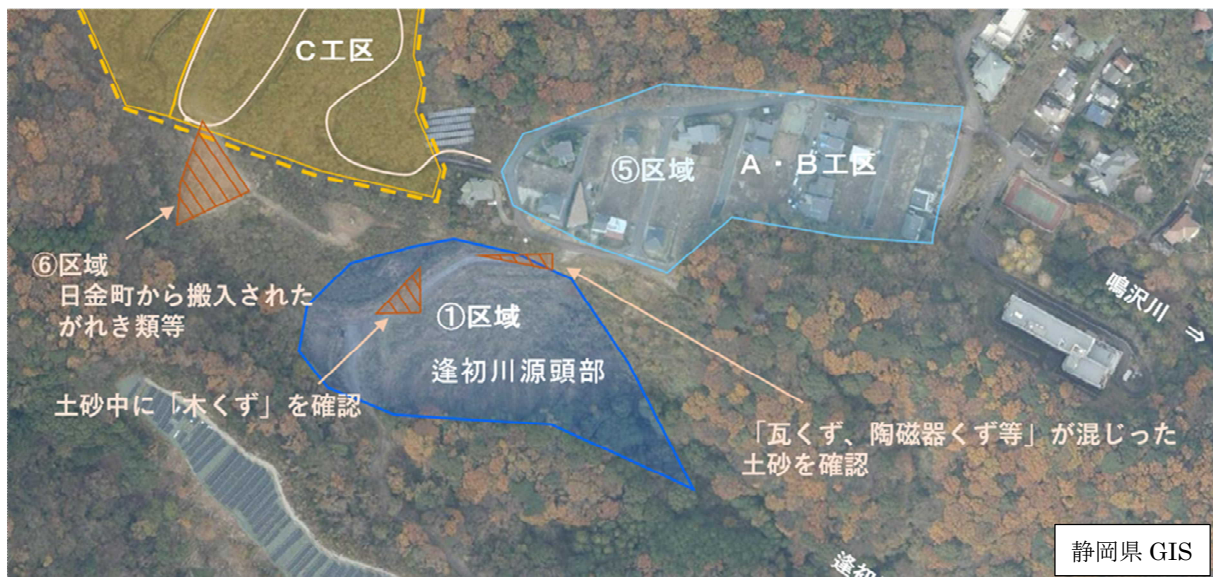 C工区
⑤区域
A・B工区
⑥区域
日金町から搬入された
がれき類等
①区域
逢初川源頭部
鳴沢川 ⇒
土砂中に「木くず」を確認
「瓦くず、陶磁器くず等」が混じった
土砂を確認
逢初
静岡県 GIS